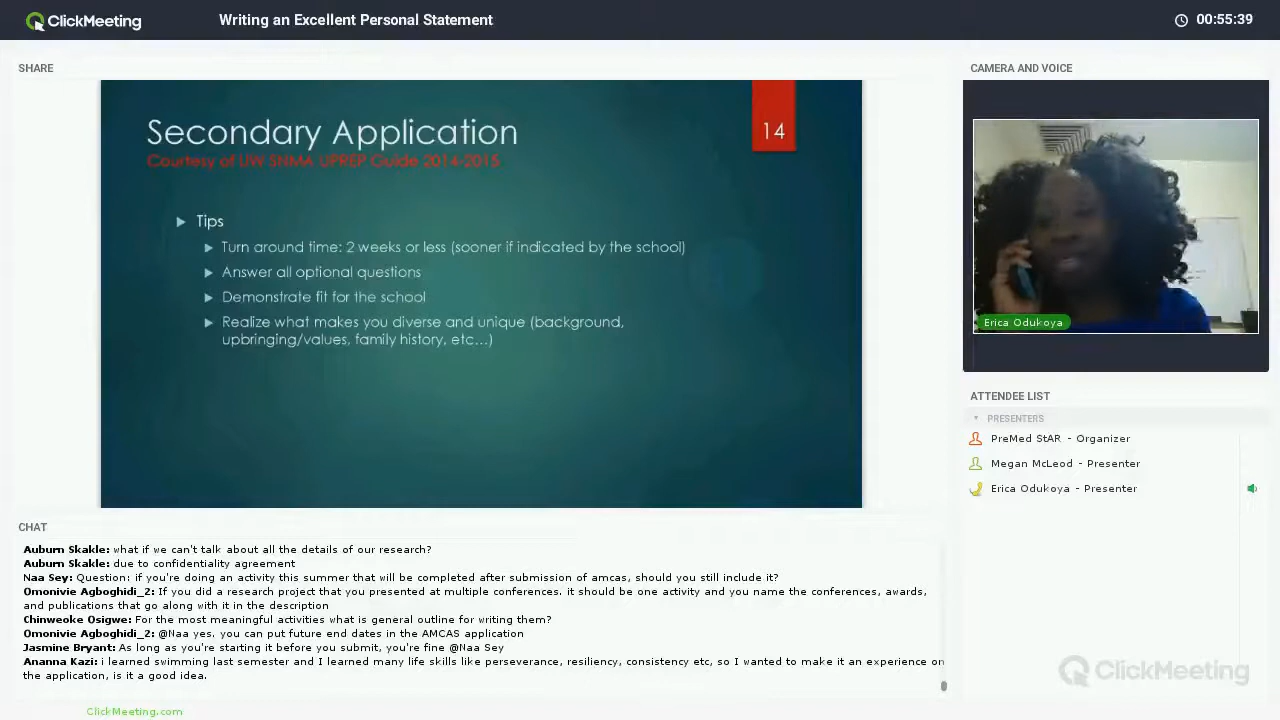 ClickMeeting
Writing an Excellent Personal Statement
00:55:39
SHARE
Secondary Application
Courtesy of UW SNMA UPREP Guide 2014-2015
14
Tips
Turn around time: 2 weeks or less (sooner if indicated by the school)
Answer all optional questions
Demonstrate fit for the school
Realize what makes you diverse and unique (background,
upbringing/values, family history, etc...)
CAMERA AND VOICE
Erica Odukoya
ATTENDEE LIST
PRESENTERS
PreMed StAR - Organizer
Megan McLeod - Presenter
Erica Odukoya - Presenter
CHAT
Auburn Skakle: what if we can't talk about all the details of our research?
Auburn Skakle: due to confidentiality agreement
Naa Sey: Question: if you're doing an activity this summer that will be completed after submission of amcas, should you still include it?
Omonivie Agboghidi_2: If you did a research project that you presented at multiple conferences. it should be one activity and you name the conferences, awards,
and publications that go along with it in the description
Chinweoke Osigwe: For the most meaningful activities what is general outline for writing them?
Omonivie Agboghidi_2: @Naa yes. you can put future end dates in the AMCAS application
Jasmine Bryant: As long as you're starting it before you submit, you're fine @Naa Sey
Ananna Kazi: i learned swimming last semester and I learned many life skills like perseverance, resiliency, consistency etc, so I wanted to make it an experience on
the application, is it a good idea.
ClickMeeting
ClickMeeting.com